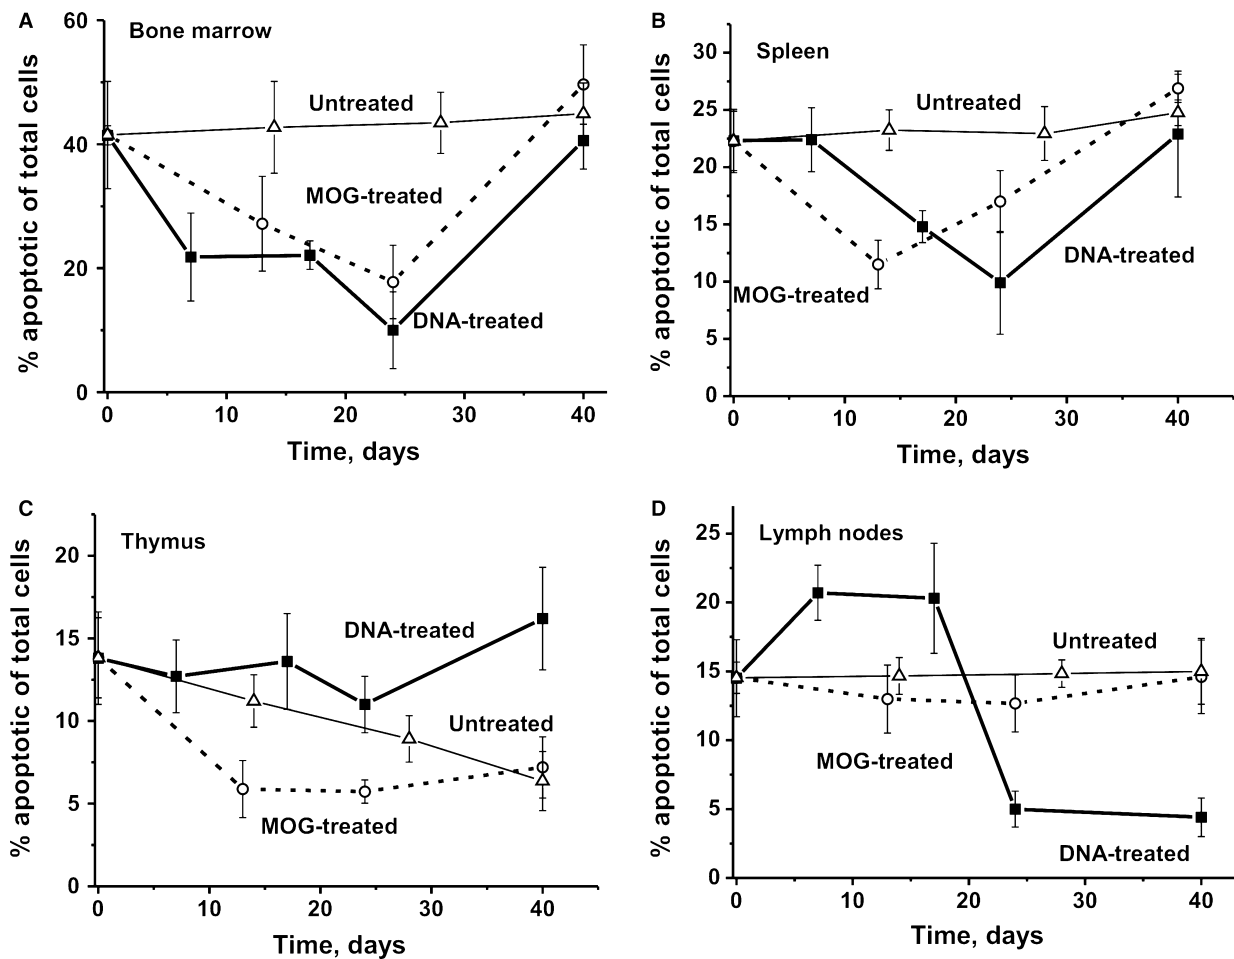 A
Bone marrow
% apoptotic of total cells
60
40
20
0
Untreated
MOG-treated
DNA-treated
0 10 20 30 40
Time, days
B
Spleen
% apoptotic of total cells
30
25
20
15
10
5
0
Untreated
DNA-treated
MOG-treated
0 10 20 30 40
Time, days
C
Thymus
% apoptotic of total cells
20
15
10
5
0
DNA-treated
Untreated
MOG-treated
0 10 20 30 40
Time, days
D
Lymph nodes
% apoptotic of total cells
25
20
15
10
5
0
Untreated
MOG-treated
DNA-treated
0 10 20 30 40
Time, days